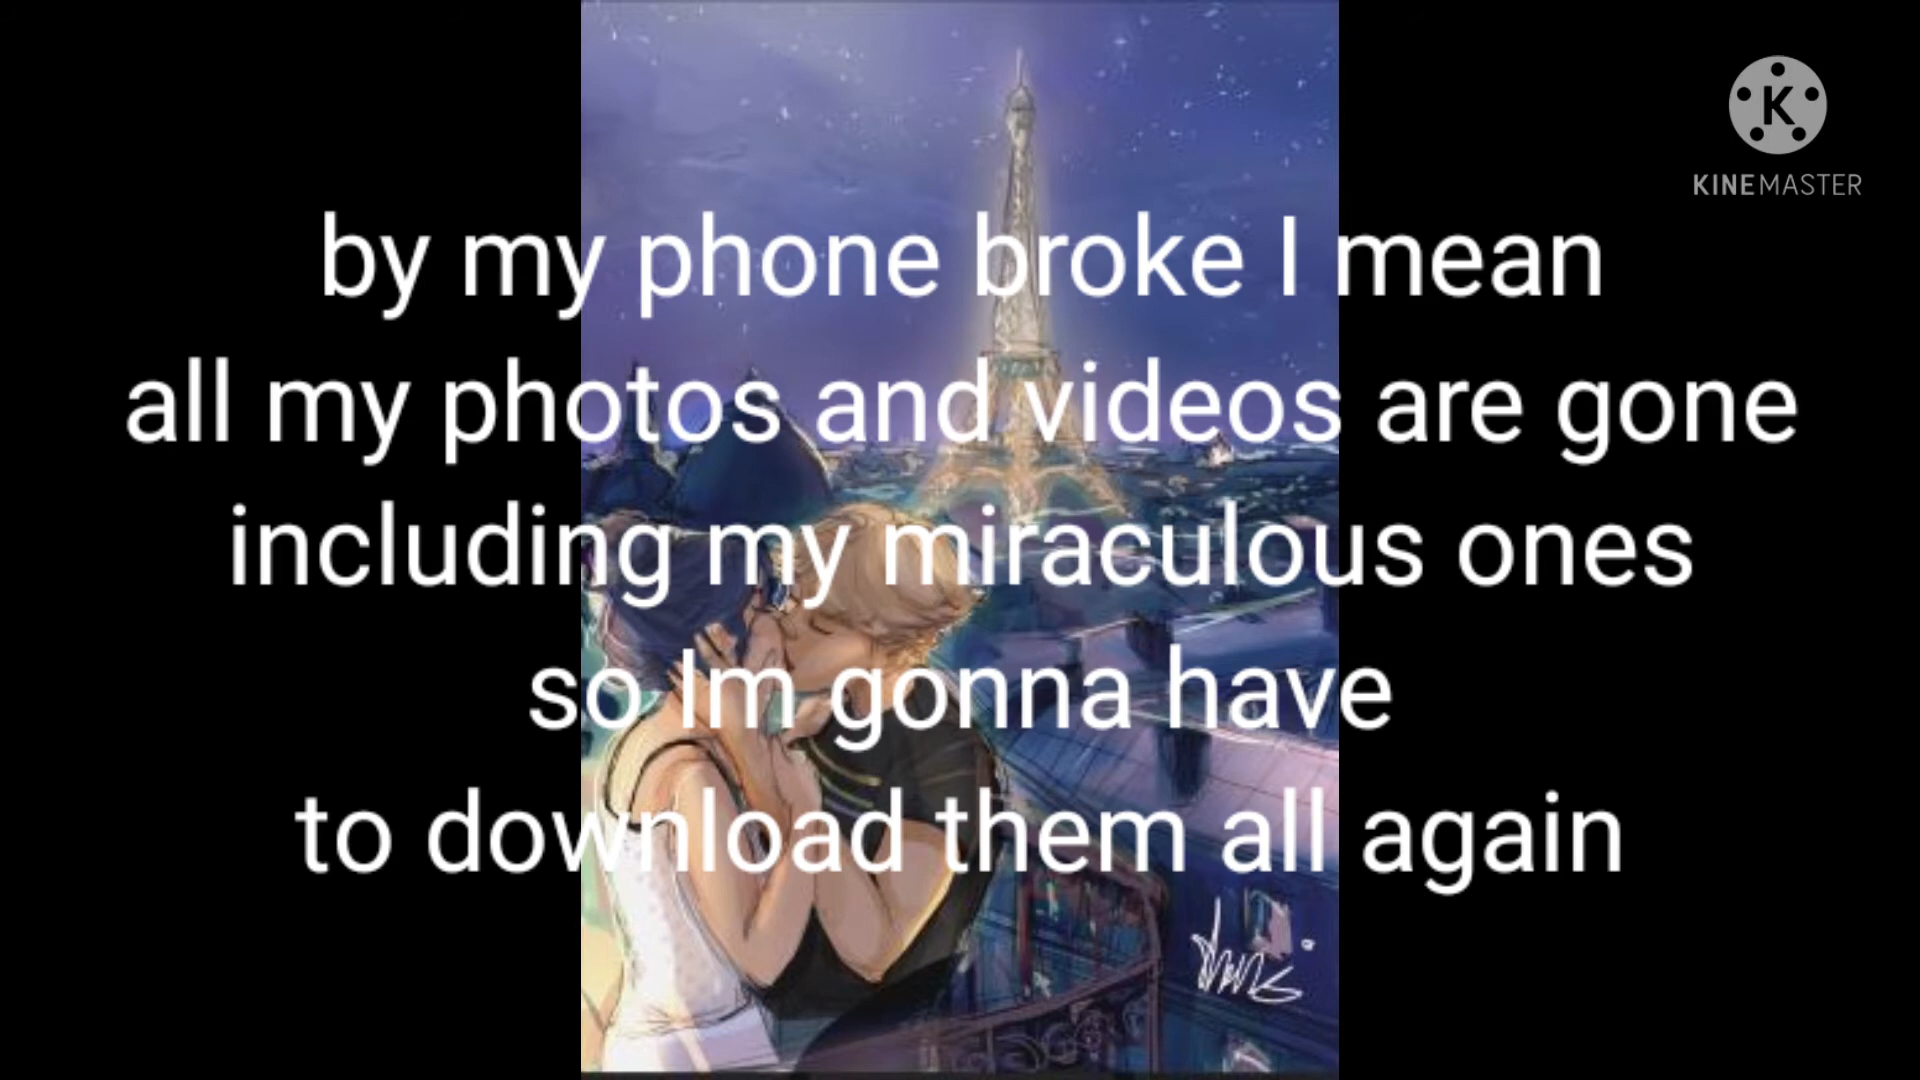 KINEMASTER
by my phone broke I mean
all my photos and videos are gone
including my miraculous ones
so Im gonna have
to download them all again